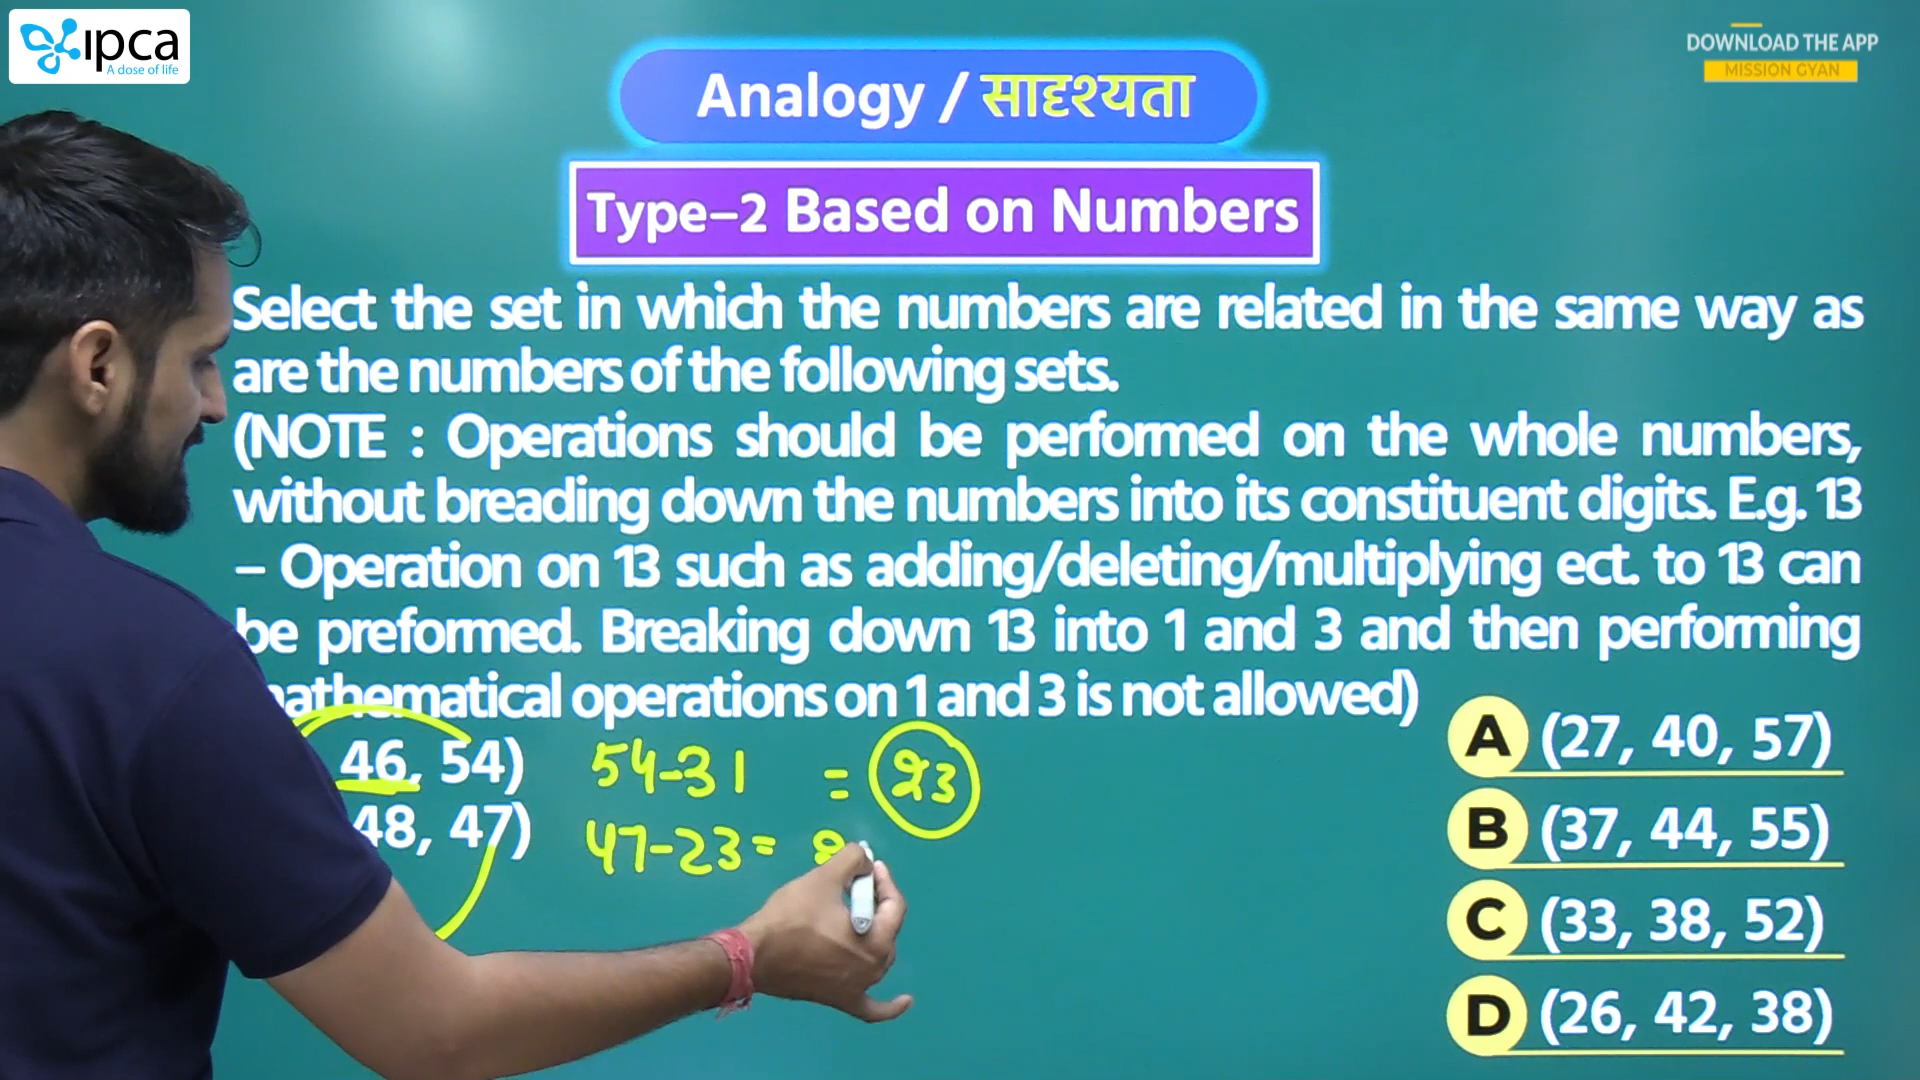 ipca
A dose of life
DOWNLOAD THE APP
MISSION GYAN
Analogy / सादृश्यता
Type–2 Based on Numbers
Select the set in which the numbers are related in the same way as
are the numbers of the following sets.
(NOTE : Operations should be performed on the whole numbers,
without breading down the numbers into its constituent digits. E.g. 13
– Operation on 13 such as adding/deleting/multiplying ect. to 13 can
be preformed. Breaking down 13 into 1 and 3 and then performing
mathematical operations on 1 and 3 is not allowed)
46, 54) 54-31 = 23
48, 47) 47-23 =
A (27, 40, 57)
B (37, 44, 55)
C (33, 38, 52)
D (26, 42, 38)